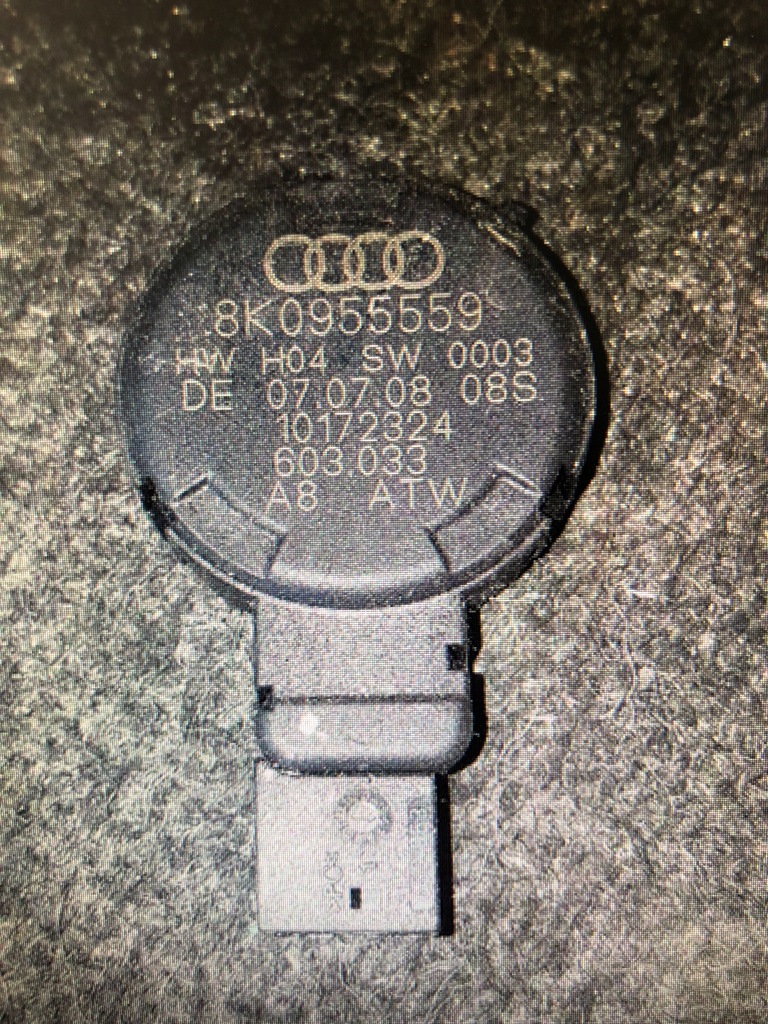 8K0955559
HW H04 SW 0003
DE 07.07.08 08S
10172324
603.033
A8 ATW